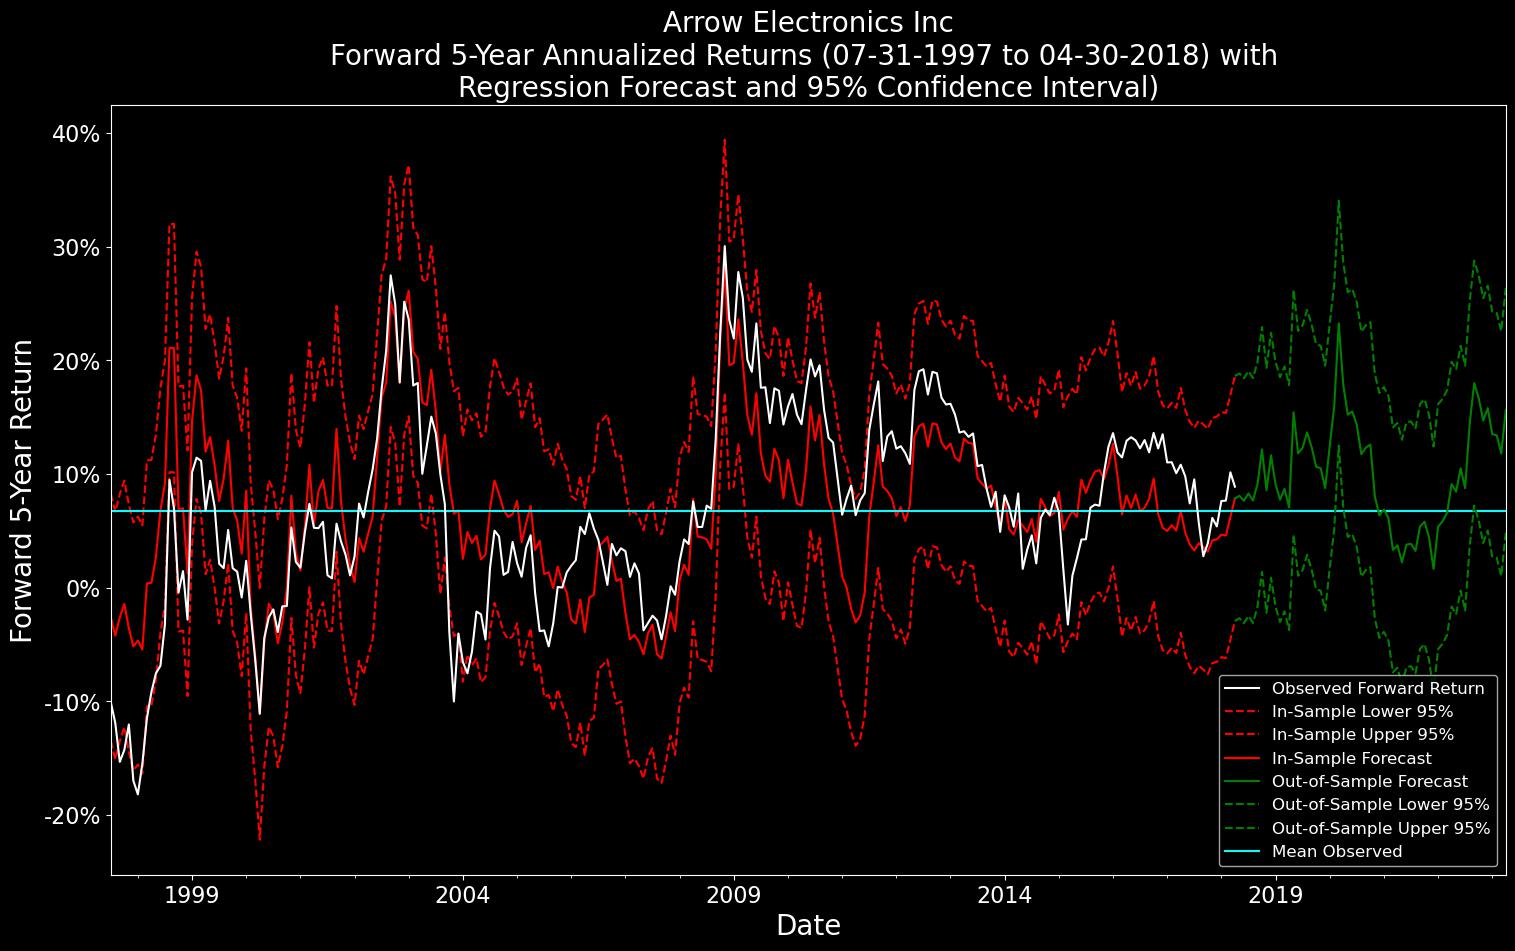 Arrow Electronics Inc
Forward 5-Year Annualized Returns (07-31-1997 to 04-30-2018) with
Regression Forecast and 95% Confidence Interval)
Forward 5-Year Return
40%
30%
20%
10%
0%
-10%
-20%
1999
2004
2009
2014
2019
Date
Observed Forward Return
In-Sample Lower 95%
In-Sample Upper 95%
In-Sample Forecast
Out-of-Sample Forecast
Out-of-Sample Lower 95%
Out-of-Sample Upper 95%
Mean Observed